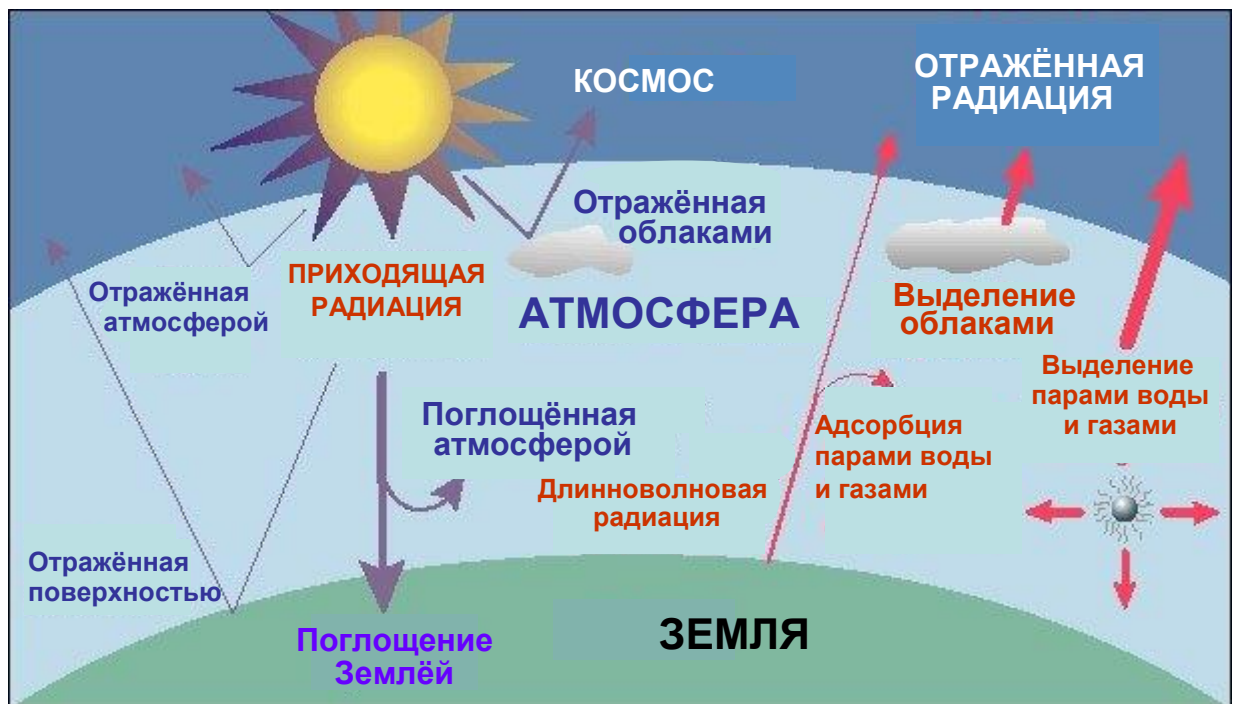 КОСМОС
ОТРАЖЁННАЯ
РАДИАЦИЯ
Отражённая
облаками
ПРИХОДЯЩАЯ
РАДИАЦИЯ
Отражённая
атмосферой
АТМОСФЕРА
Выделение
облаками
Выделение
парами воды
и газами
Поглощённая
атмосферой
Адсорбция
парами воды
и газами
Длинноволновая
радиация
Отражённая
поверхностью
Поглощение
Землёй
ЗЕМЛЯ